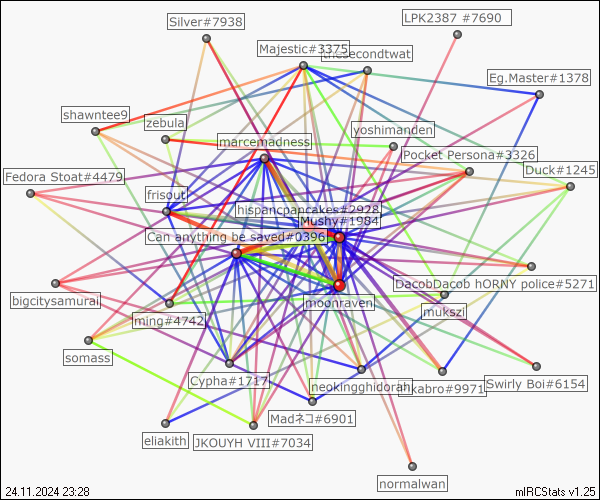 Silver#7938
LPK2387 #7690
Majestic#3375
thesecondtwat
Eg.Master#1378
shawntee9
zebula
yoshimanden
marcemadness
Pocket Persona#3326
Duck#1245
Fedora Stoat#4479
frisout
hispancpancakes#2928
Mushy#1984
Can anything be saved#0396
DacobDacob hORNY police#5271
bigcitysamurai
moonraven
mukszi
ming#4742
somass
Cypha#1717
neokingghidorah
nkabro#9971
Swirly Boi#6154
Madネコ#6901
eliakith
JKOUYH VIII#7034
normalwan
24.11.2024 23:28
mIRCStats v1.25